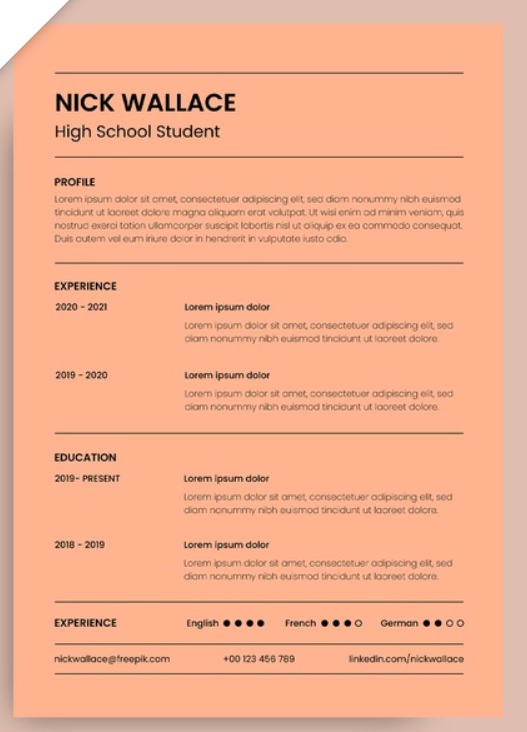 NICK WALLACE
High School Student
PROFILE
Lorem ipsum dolor sit amet, consectetuer adipiscing elit, sed diam nonummy nibh euismod
tincidunt ut laoreet dolore magna aliquam erat volutpat. Ut wisi enim ad minim veniam, quis
nostrud exerci tation ullamcorper suscipit lobortis nisl ut aliquip ex ea commodo consequat.
Duis autem vel eum iriure dolor in hendrerit in vulputate iusto odio.
EXPERIENCE
2020 - 2021 Lorem ipsum dolor
Lorem ipsum dolor sit amet, consectetuer adipiscing elit, sed
diam nonummy nibh euismod tincidunt ut laoreet dolore.
2019 - 2020 Lorem ipsum dolor
Lorem ipsum dolor sit amet, consectetuer adipiscing elit, sed
diam nonummy nibh euismod tincidunt ut laoreet dolore.
EDUCATION
2019- PRESENT Lorem ipsum dolor
Lorem ipsum dolor sit amet, consectetuer adipiscing elit, sed
diam nonummy nibh euismod tincidunt ut laoreet dolore.
2018 - 2019 Lorem ipsum dolor
Lorem ipsum dolor sit amet, consectetuer adipiscing elit, sed
diam nonummy nibh euismod tincidunt ut laoreet dolore.
EXPERIENCE English French German
nickwallace@freepik.com +00 123 456 789 linkedin.com/nickwallace